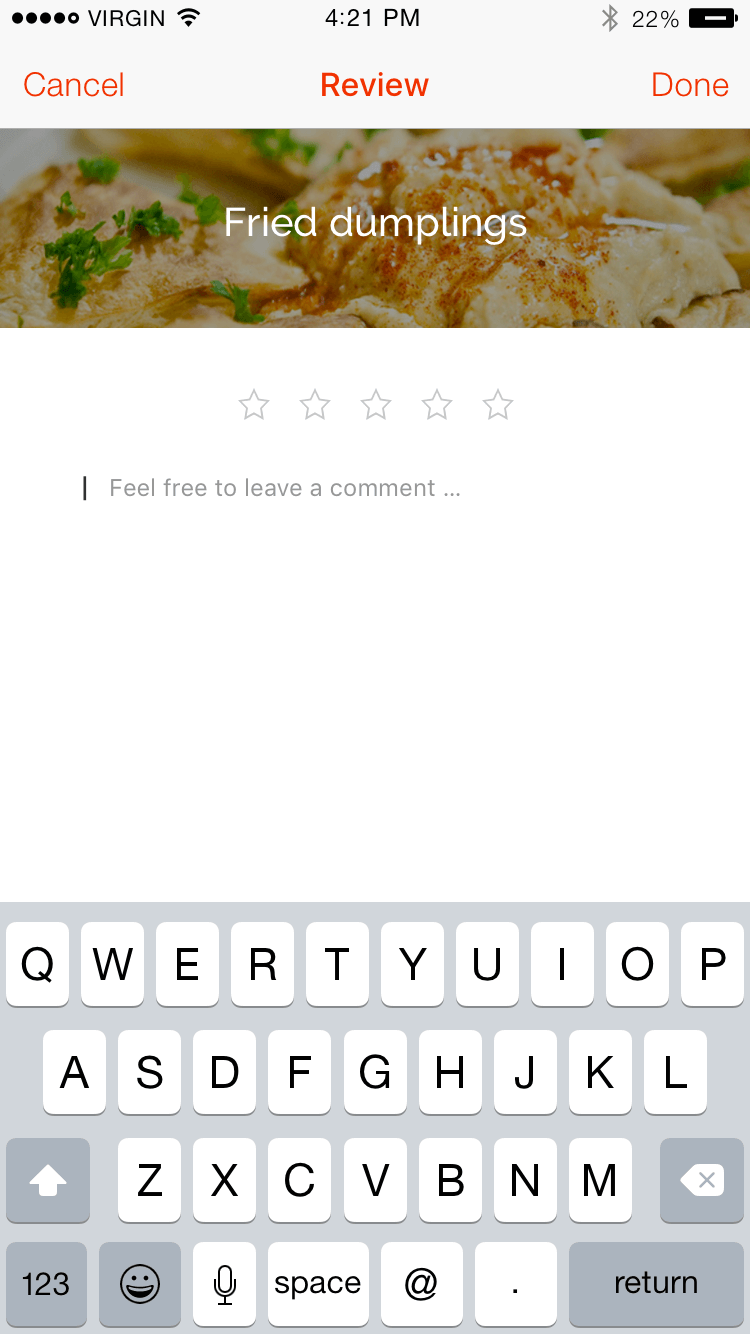 VIRGIN 4:21 PM 22%
Cancel Review Done
Fried dumplings
Feel free to leave a comment ...
Q W E R T Y U I O P
A S D F G H J K L
Z X C V B N M
123 space @ . return